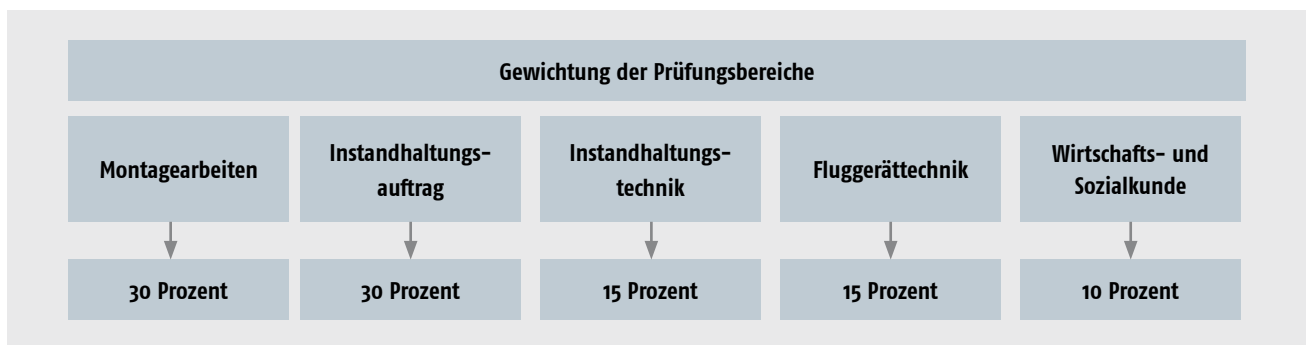 Gewichtung der Prüfungsbereiche
Montagearbeiten
Instandhaltungs-
auftrag
Instandhaltungs-
technik
Fluggerättechnik
Wirtschafts- und
Sozialkunde
30 Prozent
30 Prozent
15 Prozent
15 Prozent
10 Prozent